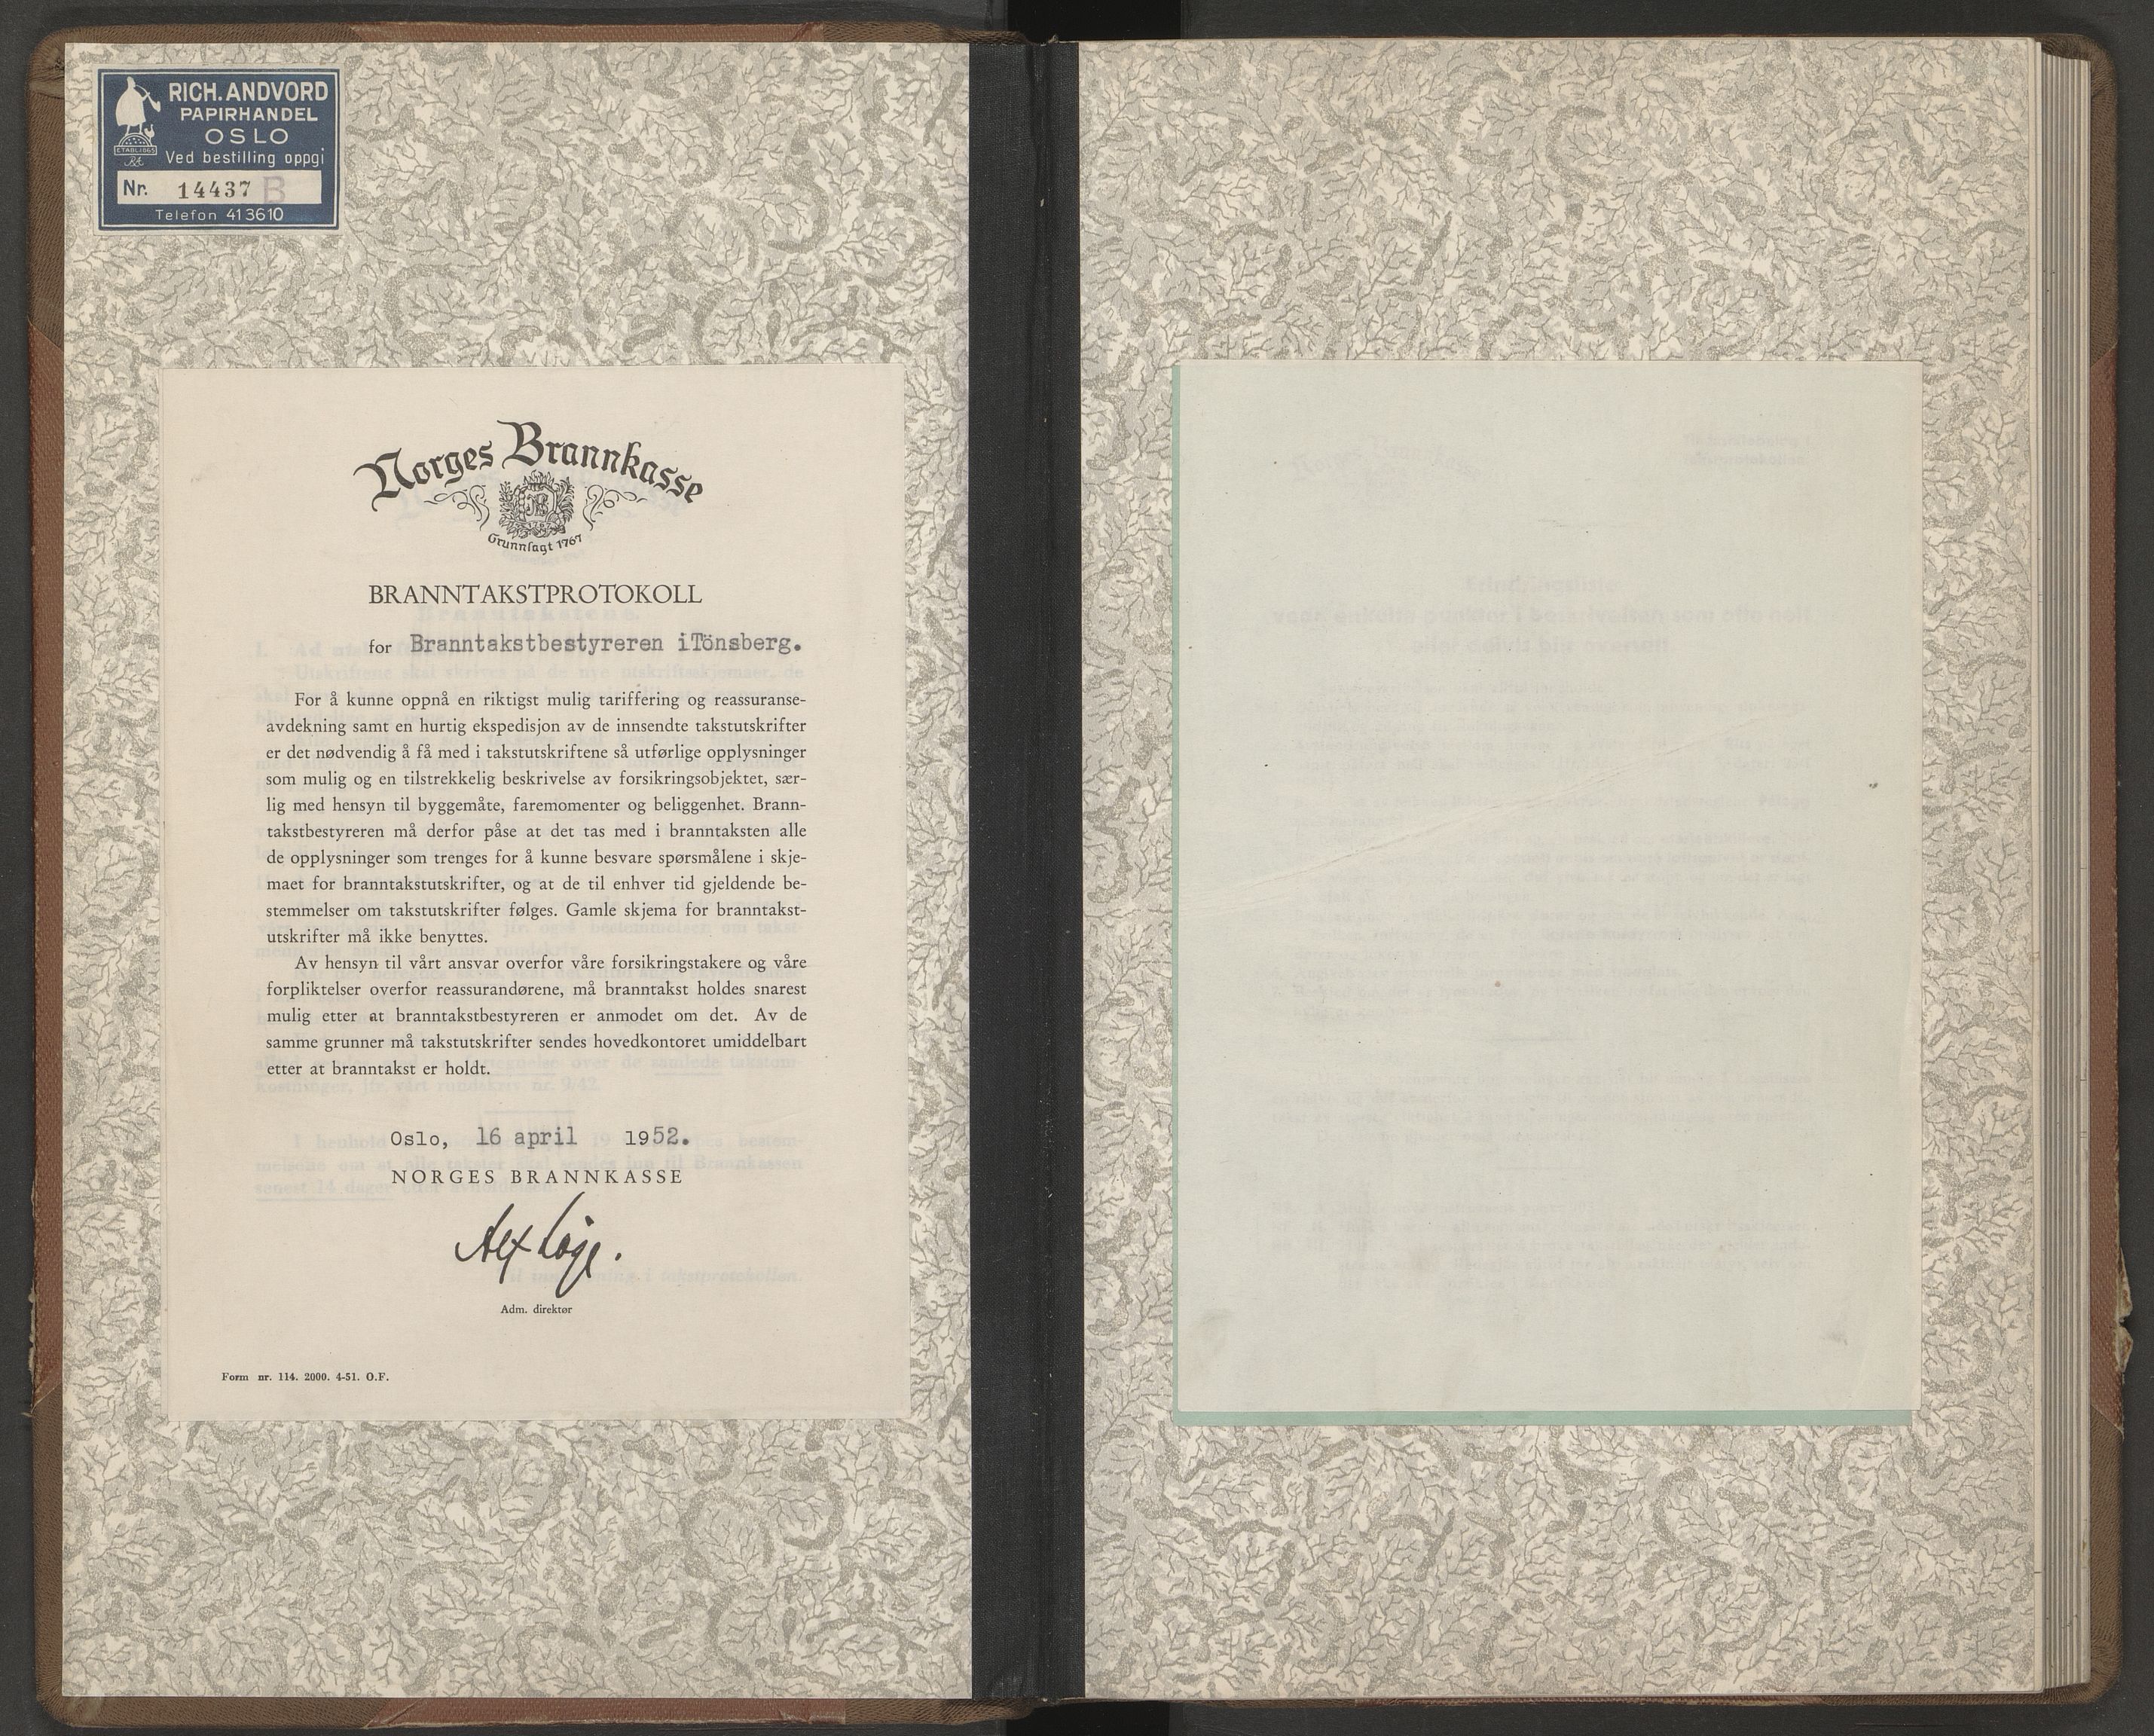 RICH. ANDVORD
PAPIRHANDEL
OSLO
ETABL. 1865
RA
Ved bestilling oppgi
Nr. 14437 B
Telefon 413610
Norges Brannkasse
NB
Grunnlagt 1767
BRANNTAKSTPROTOKOLL
for Branntakstbestyreren iTönsberg.
For å kunne oppnå en riktigst mulig tariffering og reassuranse-
avdekning samt en hurtig ekspedisjon av de innsendte takstutskrifter
er det nødvendig å få med i takstutskriftene så utførlige opplysninger
som mulig og en tilstrekkelig beskrivelse av forsikringsobjektet, sær-
lig med hensyn til byggemåte, faremomenter og beliggenhet. Brann-
takstbestyreren må derfor påse at det tas med i branntaksten alle
de opplysninger som trenges for å kunne besvare spørsmålene i skje-
maet for branntakstutskrifter, og at de til enhver tid gjeldende be-
stemmelser om takstutskrifter følges. Gamle skjema for branntakst-
utskrifter må ikke benyttes.
Av hensyn til vårt ansvar overfor våre forsikringstakere og våre
forpliktelser overfor reassurandørene, må branntakst holdes snarest
mulig etter at branntakstbestyreren er anmodet om det. Av de
samme grunner må takstutskrifter sendes hovedkontoret umiddelbart
etter at branntakst er holdt.
Oslo, 16 april 1952.
NORGES BRANNKASSE
Adm. direktør
Form nr. 114. 2000. 4-51. O.F.